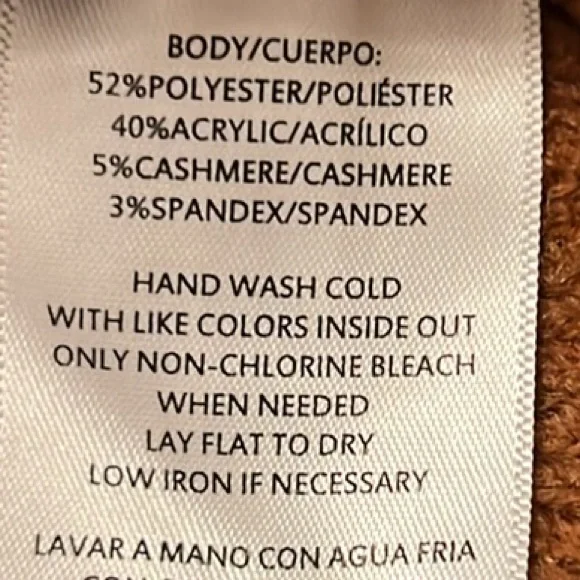 BODY/CUERPO:
52%POLYESTER/POLIÉSTER
40%ACRYLIC/ACRÍLICO
5%CASHMERE/CASHMERE
3%SPANDEX/SPANDEX
HAND WASH COLD
WITH LIKE COLORS INSIDE OUT
ONLY NON-CHLORINE BLEACH
WHEN NEEDED
LAY FLAT TO DRY
LOW IRON IF NECESSARY
LAVAR A MANO CON AGUA FRIA